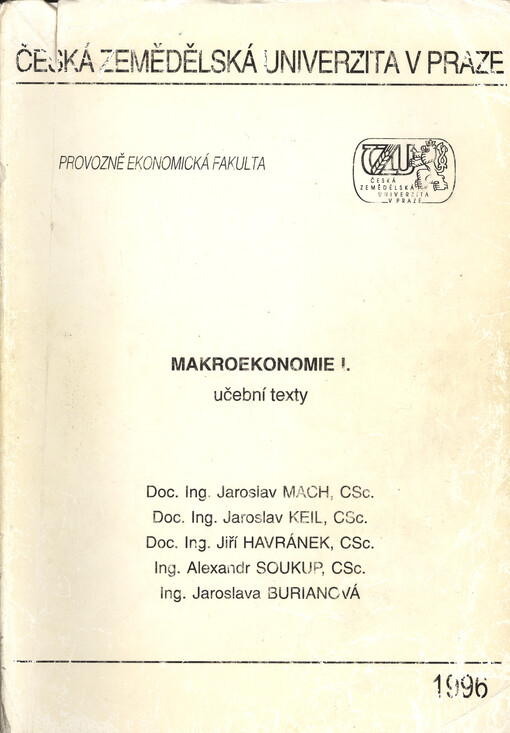 ČESKÁ ZEMĚDĚLSKÁ UNIVERZITA V PRAZE
PROVOZNĚ EKONOMICKÁ FAKULTA
ČZU
ČESKÁ
ZEMĚDĚLSKÁ
UNIVERZITA
V PRAZE
MAKROEKONOMIE I.
učební texty
Doc. Ing. Jaroslav MACH, CSc.
Doc. Ing. Jaroslav KEIL, CSc.
Doc. Ing. Jiří HAVRÁNEK, CSc.
Ing. Alexandr SOUKUP, CSc.
Ing. Jaroslava BURIANOVÁ
1996